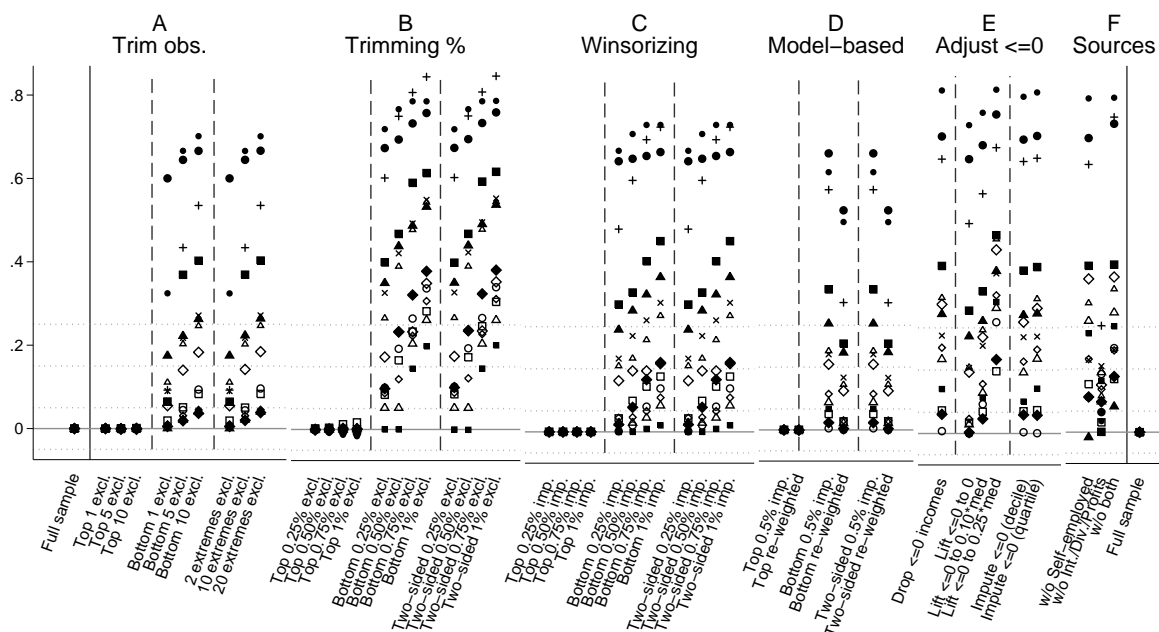 A
Trim obs.
B
Trimming %
C
Winsorizing
D
Model−based
E
Adjust <=0
F
Sources
.8
.6
.4
.2
0
Full sample
Top 1 excl.
Top 5 excl.
Top 10 excl.
Bottom 1 excl.
Bottom 5 excl.
Bottom 10 excl.
2 extremes excl.
10 extremes excl.
20 extremes excl.
Top 0.25% excl.
Top 0.50% excl.
Top 0.75% excl.
Top 1% excl.
Bottom 0.25% excl.
Bottom 0.50% excl.
Bottom 0.75% excl.
Bottom 1% excl.
Two−sided 0.25% excl.
Two−sided 0.50% excl.
Two−sided 0.75% excl.
Two−sided 1% excl.
Top 0.25% imp.
Top 0.50% imp.
Top 0.75% imp.
Top 1% imp.
Bottom 0.25% imp.
Bottom 0.50% imp.
Bottom 0.75% imp.
Bottom 1% imp.
Two−sided 0.25% imp.
Two−sided 0.50% imp.
Two−sided 0.75% imp.
Two−sided 1% imp.
Top 0.5% imp.
Top re−weighted
Bottom 0.5% imp.
Bottom re−weighted
Two−sided 0.5% imp.
Two−sided re−weighted
Drop <=0 incomes
Lift <=0 to 0
Lift <=0 to 0.10*med
Lift <=0 to 0.25*med
Impute <=0 (decile)
Impute <=0 (quantile)
w/o Self−employed
w/o Int./Div./Profits
w/o both
Full sample